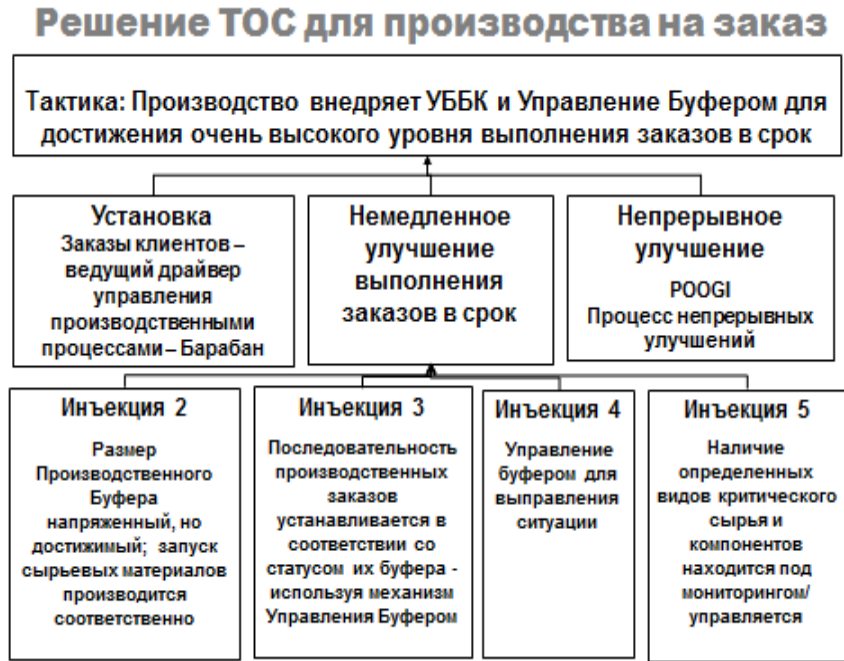 Решение ТОС для производства на заказ
Тактика: Производство внедряет УББК и Управление Буфером для
достижения очень высокого уровня выполнения заказов в срок
Установка
Заказы клиентов –
ведущий драйвер
управления
производственными
процессами – Барабан
Немедленное
улучшение
выполнения
заказов в срок
Непрерывное
улучшение
POOGI
Процесс непрерывных
улучшений
Инъекция 2
Размер
Производственного
Буфера
напряженный, но
достижимый; запуск
сырьевых материалов
производится
соответственно
Инъекция 3
Последовательность
производственных
заказов
устанавливается в
соответствии со
статусом их буфера -
используя механизм
Управления Буфером
Инъекция 4
Управление
буфером для
выправления
ситуации
Инъекция 5
Наличие
определенных
видов критического
сырья и
компонентов
находится под
мониторингом/
управляется